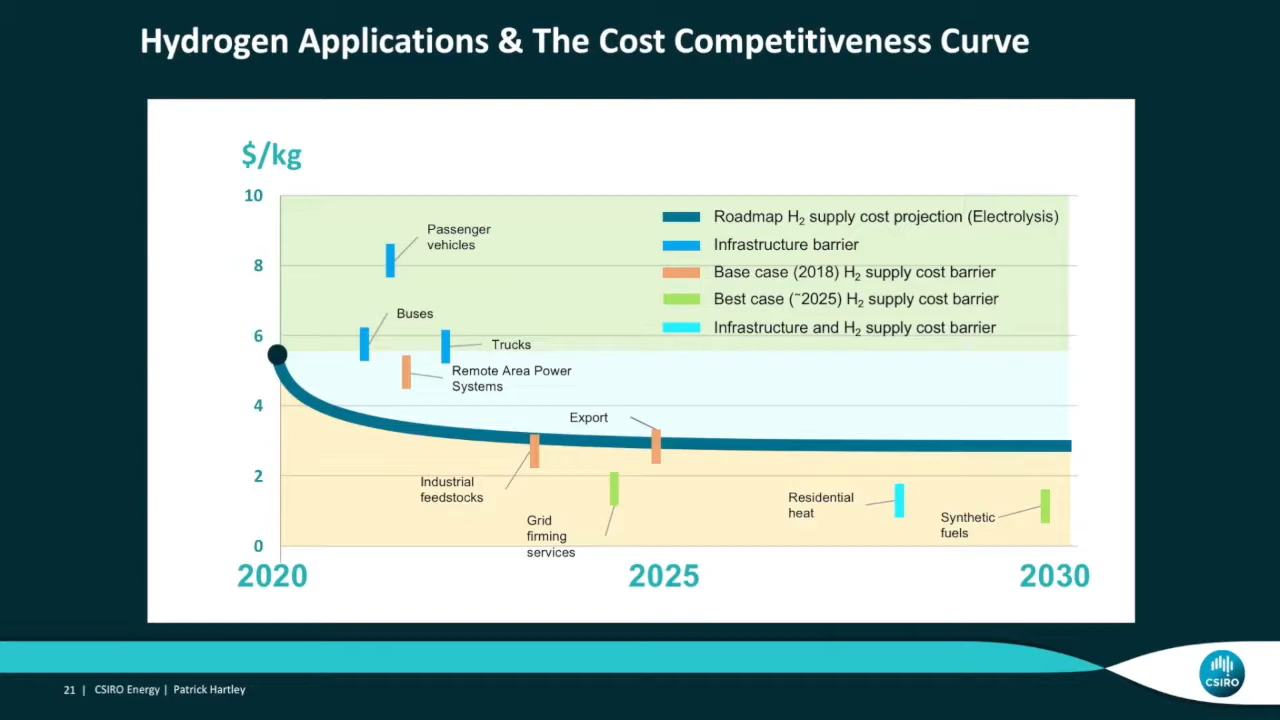 Hydrogen Applications & The Cost Competitiveness Curve
$/kg
10
8
6
4
2
0
Roadmap H₂ supply cost projection (Electrolysis)
Infrastructure barrier
Base case (2018) H₂ supply cost barrier
Best case (~2025) H₂ supply cost barrier
Infrastructure and H₂ supply cost barrier
Passenger
vehicles
Buses
Trucks
Remote Area Power
Systems
Export
Industrial
feedstocks
Grid
firming
services
Residential
heat
Synthetic
fuels
2020
2025
2030
21 | CSIRO Energy | Patrick Hartley
CSIRO